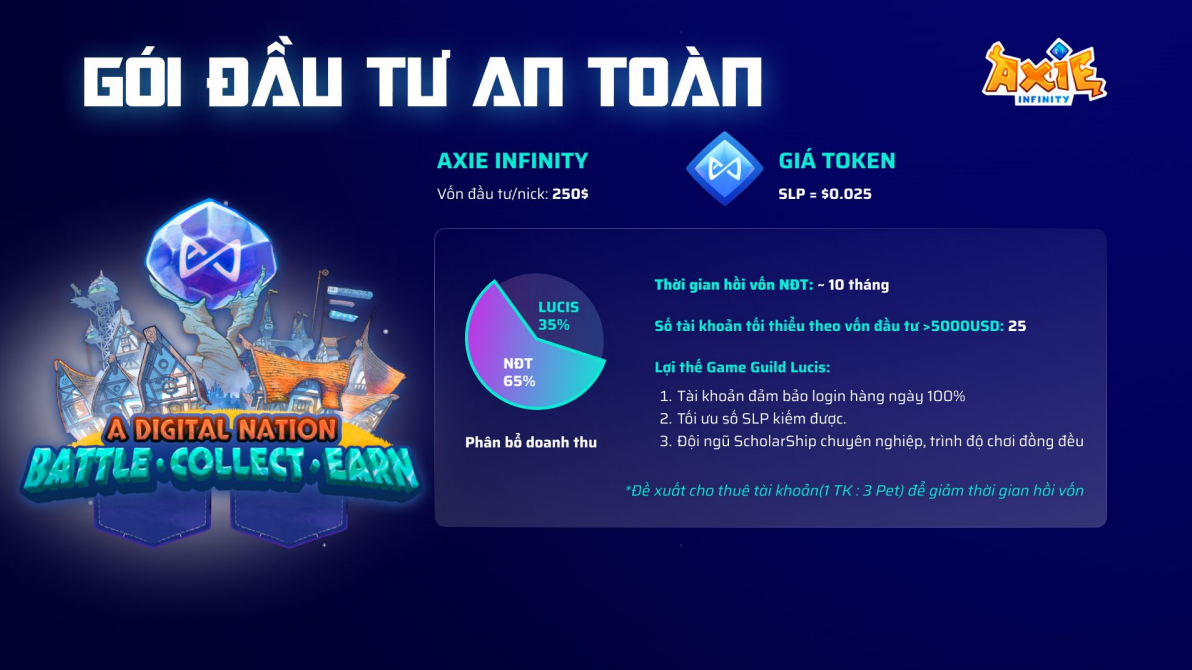 GÓI ĐẦU TƯ AN TOÀN
AXIE
INFINITY
AXIE INFINITY
Vốn đầu tư/nick: 250$
GIÁ TOKEN
SLP = $0.025
A DIGITAL NATION
BATTLE · COLLECT · EARN
LUCIS
35%
NĐT
65%
Phân bổ doanh thu
Thời gian hồi vốn NĐT: ~ 10 tháng
Số tài khoản tối thiểu theo vốn đầu tư >5000USD: 25
Lợi thế Game Guild Lucis:
1. Tài khoản đảm bảo login hàng ngày 100%
2. Tối ưu số SLP kiếm được.
3. Đội ngũ ScholarShip chuyên nghiệp, trình độ chơi đồng đều
*Đề xuất cho thuê tài khoản(1 TK : 3 Pet) để giảm thời gian hồi vốn